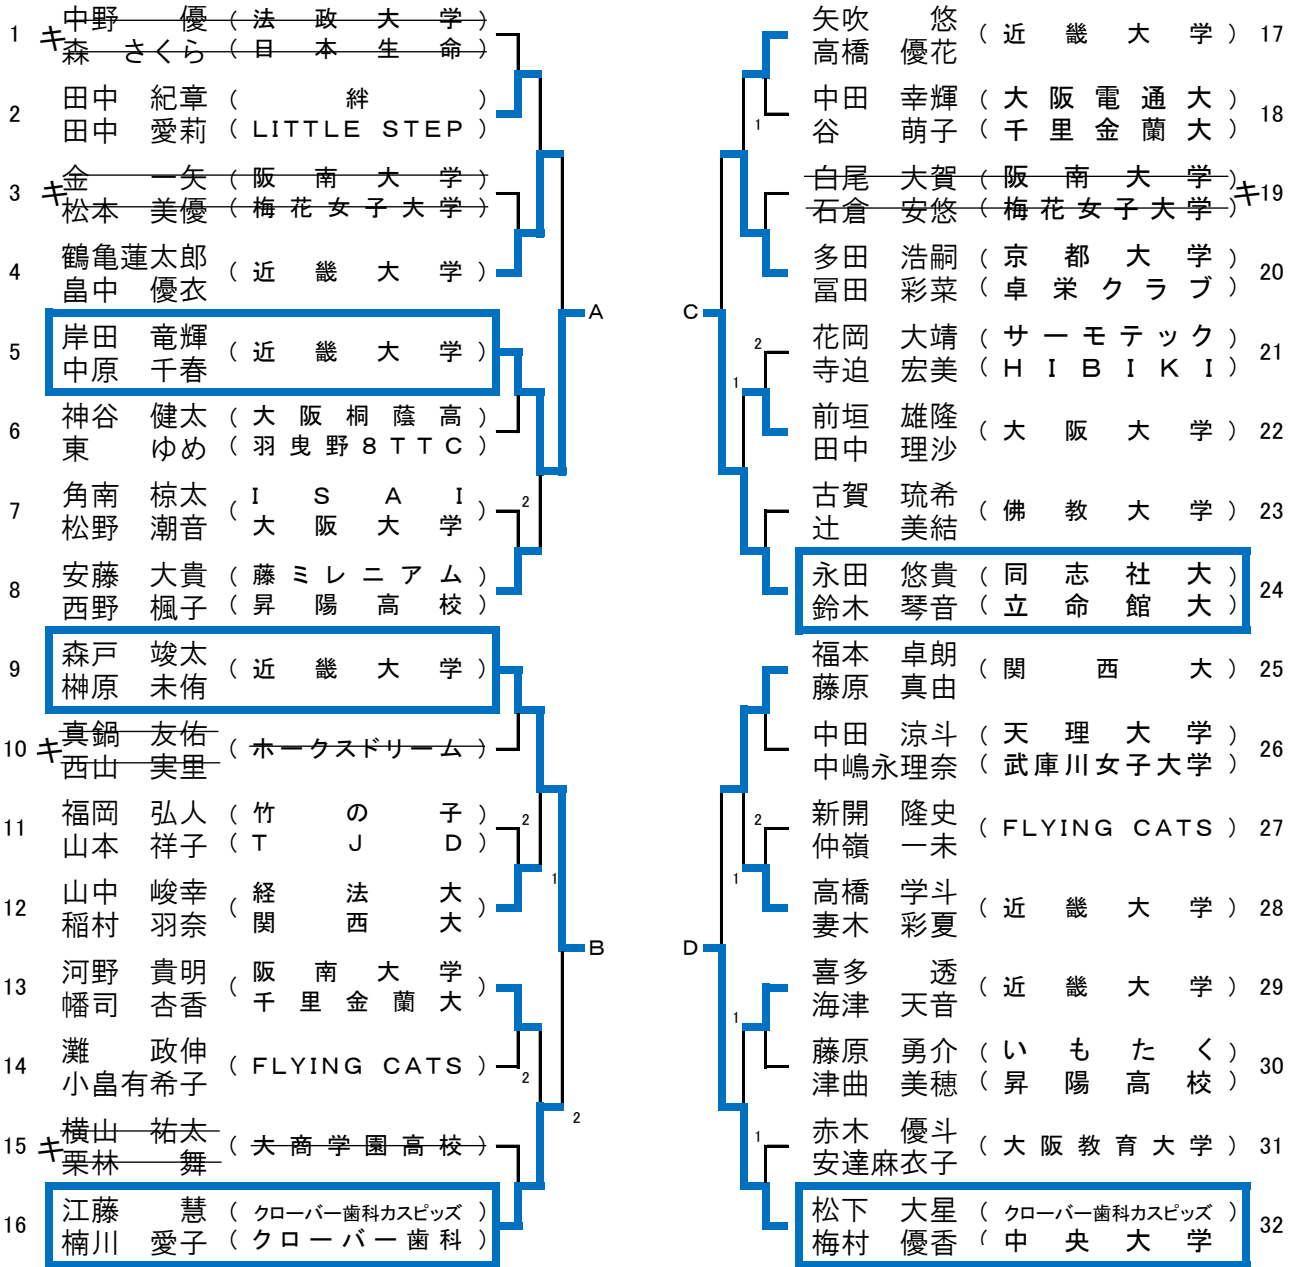 1 キ 中野 優 ( 法政大学 )
森 さくら ( 日本生命 )
2 田中 紀章 ( 絆 )
田中 愛莉 ( LITTLE STEP )
3 キ 金 一矢 ( 阪南大学 )
松本 美優 ( 梅花女子大学 )
4 鶴亀蓮太郎 ( 近畿大学 )
畠中 優衣
A
5 岸田 竜輝 ( 近畿大学 )
中原 千春
6 神谷 健太 ( 大阪桐蔭高 )
東 ゆめ ( 羽曳野8TTC )
7 角南 椋太 ( ISAI ) 2
松野 潮音 大阪大学
8 安藤 大貴 ( 藤ミレニアム )
西野 楓子 ( 昇陽高校 )
9 森戸 竣太 ( 近畿大学 )
榊原 未侑
10 キ 真鍋 友佑 ( ホークスドリーム )
西山 実里
11 福岡 弘人 ( 竹の子 ) 2
山本 祥子 ( TJD )
1
12 山中 峻幸 ( 経法大 )
稲村 羽奈 関西大
B
13 河野 貴明 ( 阪南大学 )
幡司 杏香 千里金蘭大
14 灘 政伸 ( FLYING CATS ) 2
小畠有希子
2
15 キ 横山 祐太 ( 大商学園高校 )
栗林 舞
16 江藤 慧 ( クローバー歯科カスピッズ )
楠川 愛子 ( クローバー歯科 )
矢吹 悠 ( 近畿大学 ) 17
高橋 優花
1 中田 幸輝 ( 大阪電通大 ) 18
谷 萌子 ( 千里金蘭大 )
白尾 大賀 ( 阪南大学 ) キ 19
石倉 安悠 ( 梅花女子大学 )
多田 浩嗣 ( 京都大学 ) 20
冨田 彩菜 ( 卓栄クラブ )
C
2 花岡 大靖 ( サーモテック ) 21
寺迫 宏美 ( HIBIKI )
1
前垣 雄隆 ( 大阪大学 ) 22
田中 理沙
古賀 琉希 ( 佛教大学 ) 23
辻 美結
永田 悠貴 ( 同志社大 ) 24
鈴木 琴音 ( 立命館大 )
福本 卓朗 ( 関西大 ) 25
藤原 真由
中田 涼斗 ( 天理大学 ) 26
中嶋永理奈 ( 武庫川女子大学 )
2 新開 隆史 ( FLYING CATS ) 27
仲嶺 一未
1
高橋 学斗 ( 近畿大学 ) 28
妻木 彩夏
D
喜多 透 ( 近畿大学 ) 29
海津 天音
1
藤原 勇介 ( いもたく ) 30
津曲 美穂 ( 昇陽高校 )
1 赤木 優斗 ( 大阪教育大学 ) 31
安達麻衣子
松下 大星 ( クローバー歯科カスピッズ ) 32
梅村 優香 ( 中央大学